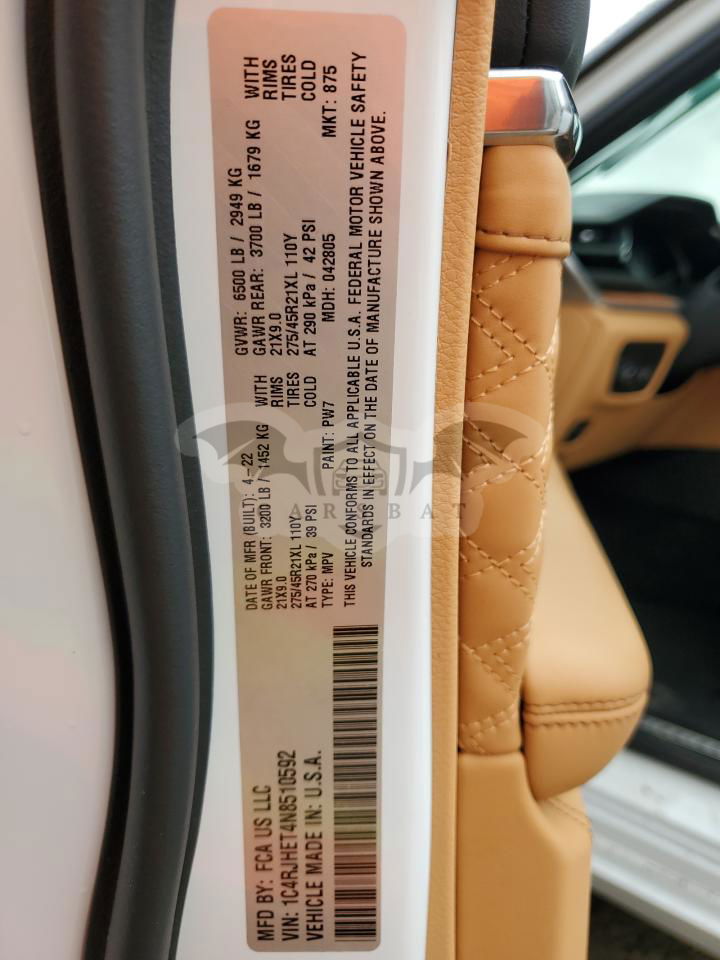 MFD BY: FCA US LLC
VIN: 1C4RJHET4N8510592
VEHICLE MADE IN: U.S.A.
DATE OF MFR (BUILT): 4-22 GVWR: 6500 LB / 2949 KG
GAWR FRONT: 3200 LB / 1452 KG WITH GAWR REAR: 3700 LB / 1679 KG WITH
21X9.0 RIMS 21X9.0 RIMS
275/45R21XL 110Y TIRES 275/45R21XL 110Y TIRES
AT 270 kPa / 39 PSI COLD AT 290 kPa / 42 PSI COLD
TYPE: MPV PAINT: PW7 MDH: 042805 MKT: 875
THIS VEHICLE CONFORMS TO ALL APPLICABLE U.S.A. FEDERAL MOTOR VEHICLE SAFETY
STANDARDS IN EFFECT ON THE DATE OF MANUFACTURE SHOWN ABOVE.
CARSBAT